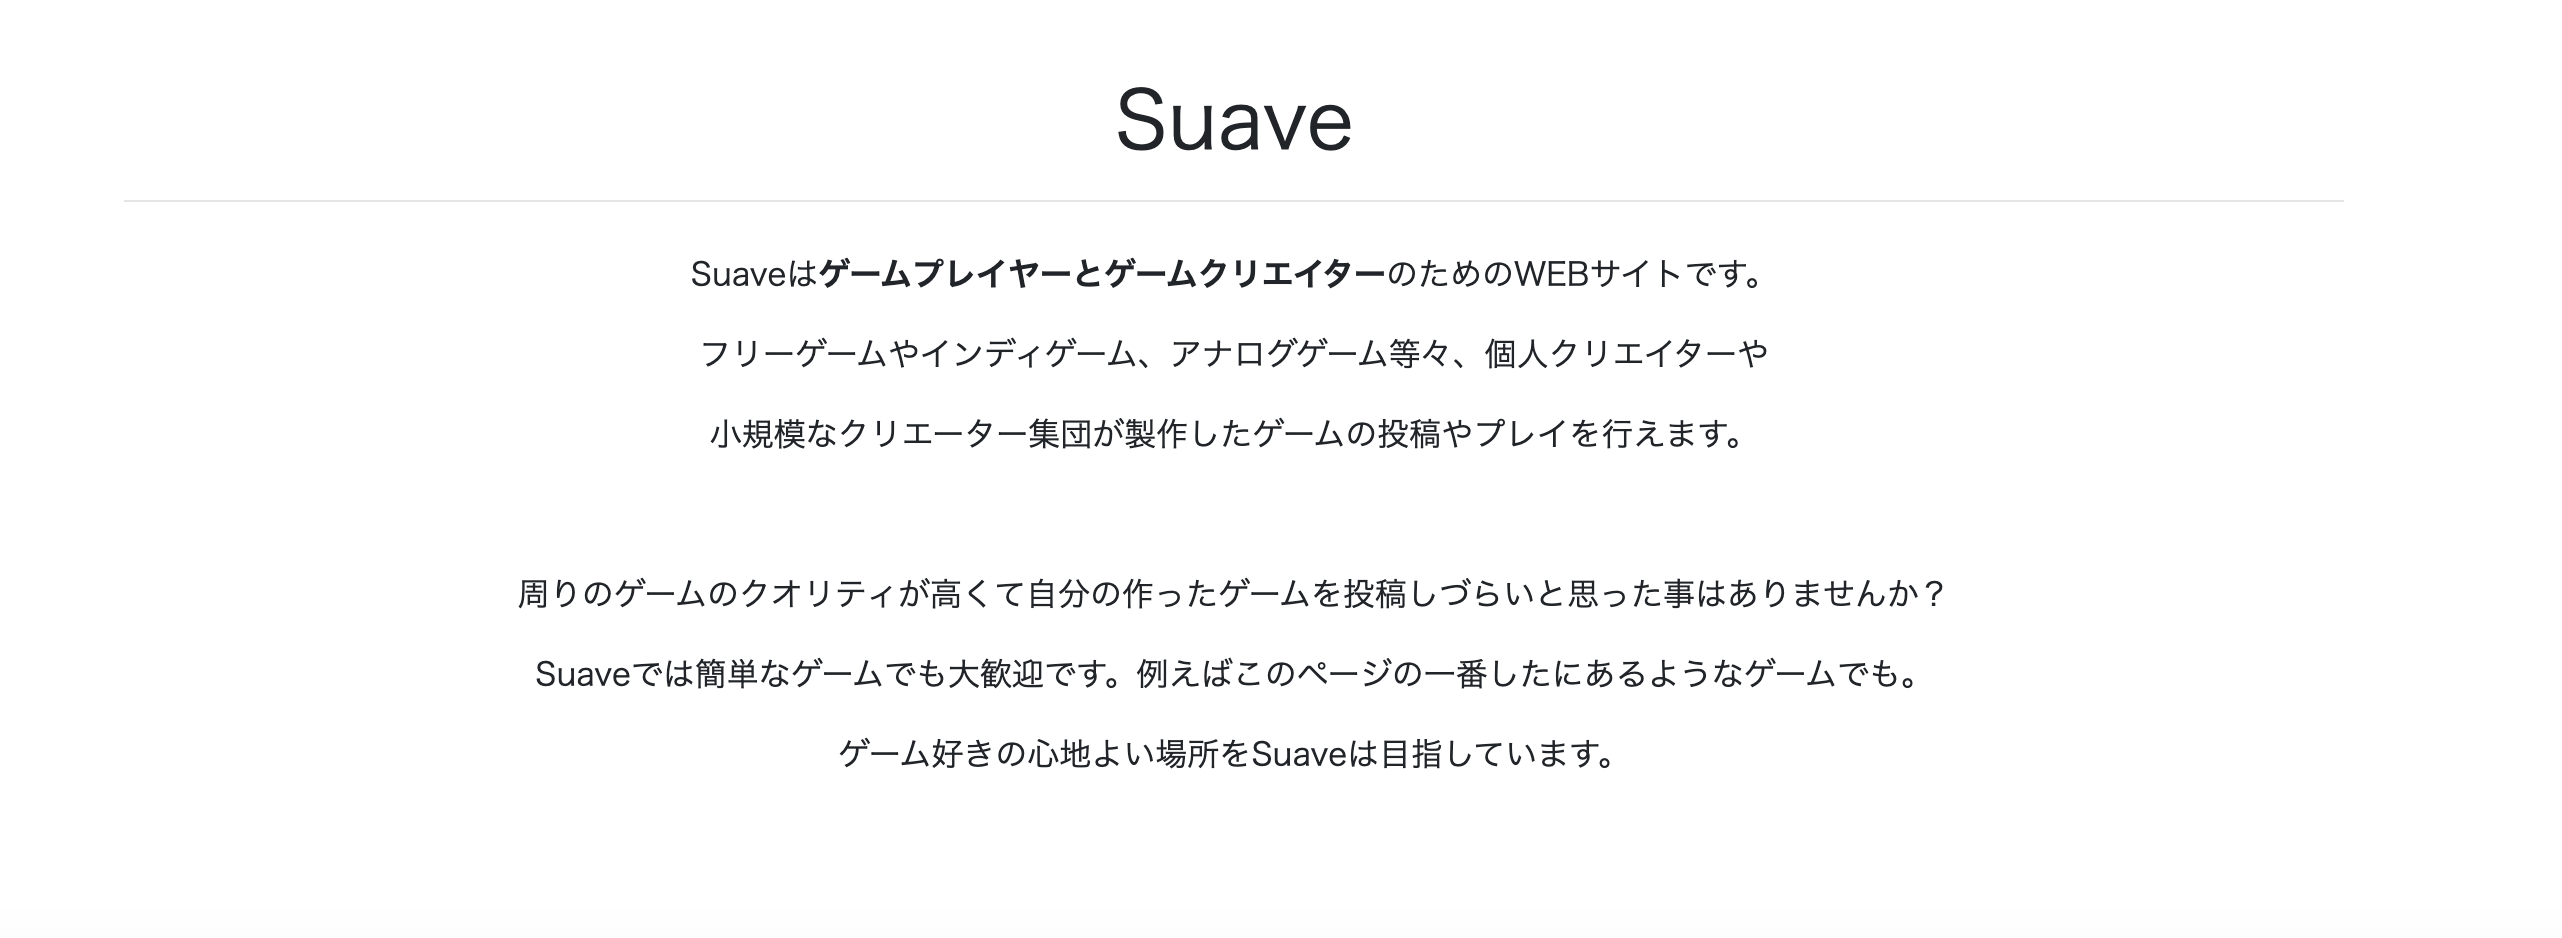 Suave
SuaveはゲームプレイヤーとゲームクリエイターのためのWEBサイトです。
フリーゲームやインディゲーム、アナログゲーム等々、個人クリエイターや
小規模なクリエーター集団が製作したゲームの投稿やプレイを行えます。
周りのゲームのクオリティが高くて自分の作ったゲームを投稿しづらいと思った事はありませんか？
Suaveでは簡単なゲームでも大歓迎です。例えばこのページの一番したにあるようなゲームでも。
ゲーム好きの心地よい場所をSuaveは目指しています。